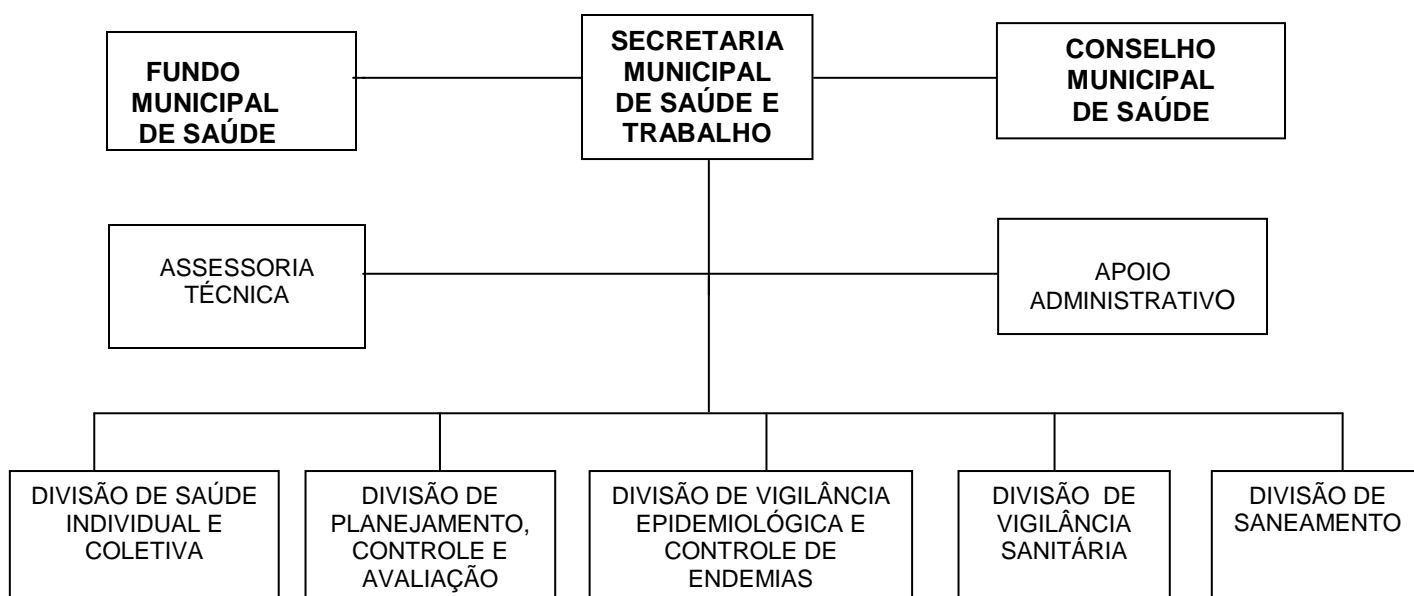 FUNDO
MUNICIPAL
DE SAÚDE
SECRETARIA
MUNICIPAL
DE SAÚDE E
TRABALHO
CONSELHO
MUNICIPAL
DE SAÚDE
ASSESSORIA
TÉCNICA
APOIO
ADMINISTRATIVO
DIVISÃO DE SAÚDE
INDIVIDUAL E
COLETIVA
DIVISÃO DE
PLANEJAMENTO,
CONTROLE E
AVALIAÇÃO
DIVISÃO DE VIGILÂNCIA
EPIDEMIOLÓGICA E
CONTROLE DE
ENDEMIAS
DIVISÃO DE
VIGILÂNCIA
SANITÁRIA
DIVISÃO DE
SANEAMENTO